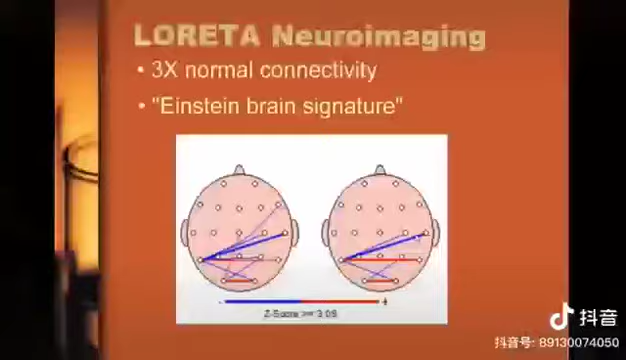 LORETA Neuroimaging
• 3X normal connectivity
• "Einstein brain signature"
- +
Z-Score >= 3.09
抖音
抖音号: 89130074050